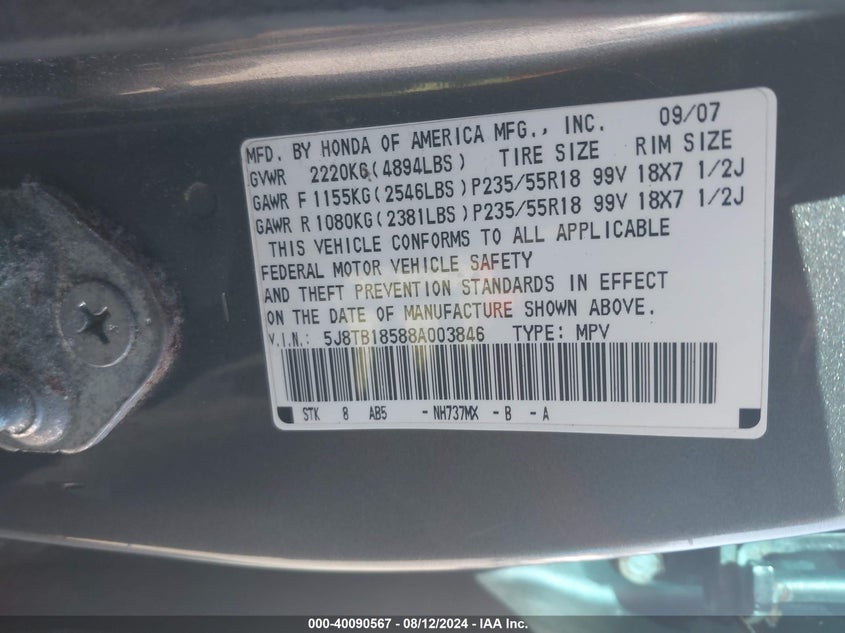 09/07
MFD. BY HONDA OF AMERICA MFG., INC.
GVWR 2220KG(4894LBS) TIRE SIZE RIM SIZE
GAWR F 1155KG(2546LBS) P235/55R18 99V 18X7 1/2J
GAWR R 1080KG(2381LBS) P235/55R18 99V 18X7 1/2J
THIS VEHICLE CONFORMS TO ALL APPLICABLE
FEDERAL MOTOR VEHICLE SAFETY
AND THEFT PREVENTION STANDARDS IN EFFECT
ON THE DATE OF MANUFACTURE SHOWN ABOVE.
V.I.N.: 5J8TB18588A003846 TYPE: MPV
STK 8 AB5 -NH737MX -B -A
000-40090567 - 08/12/2024 - IAA Inc.